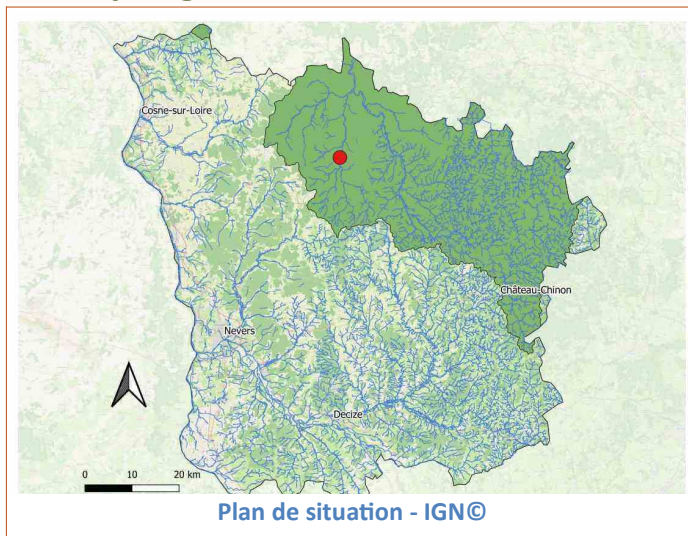 Cosne-sur-Loire
Château-Chinon
Nevers
Decize
0 10 20 km
Plan de situation - IGN©